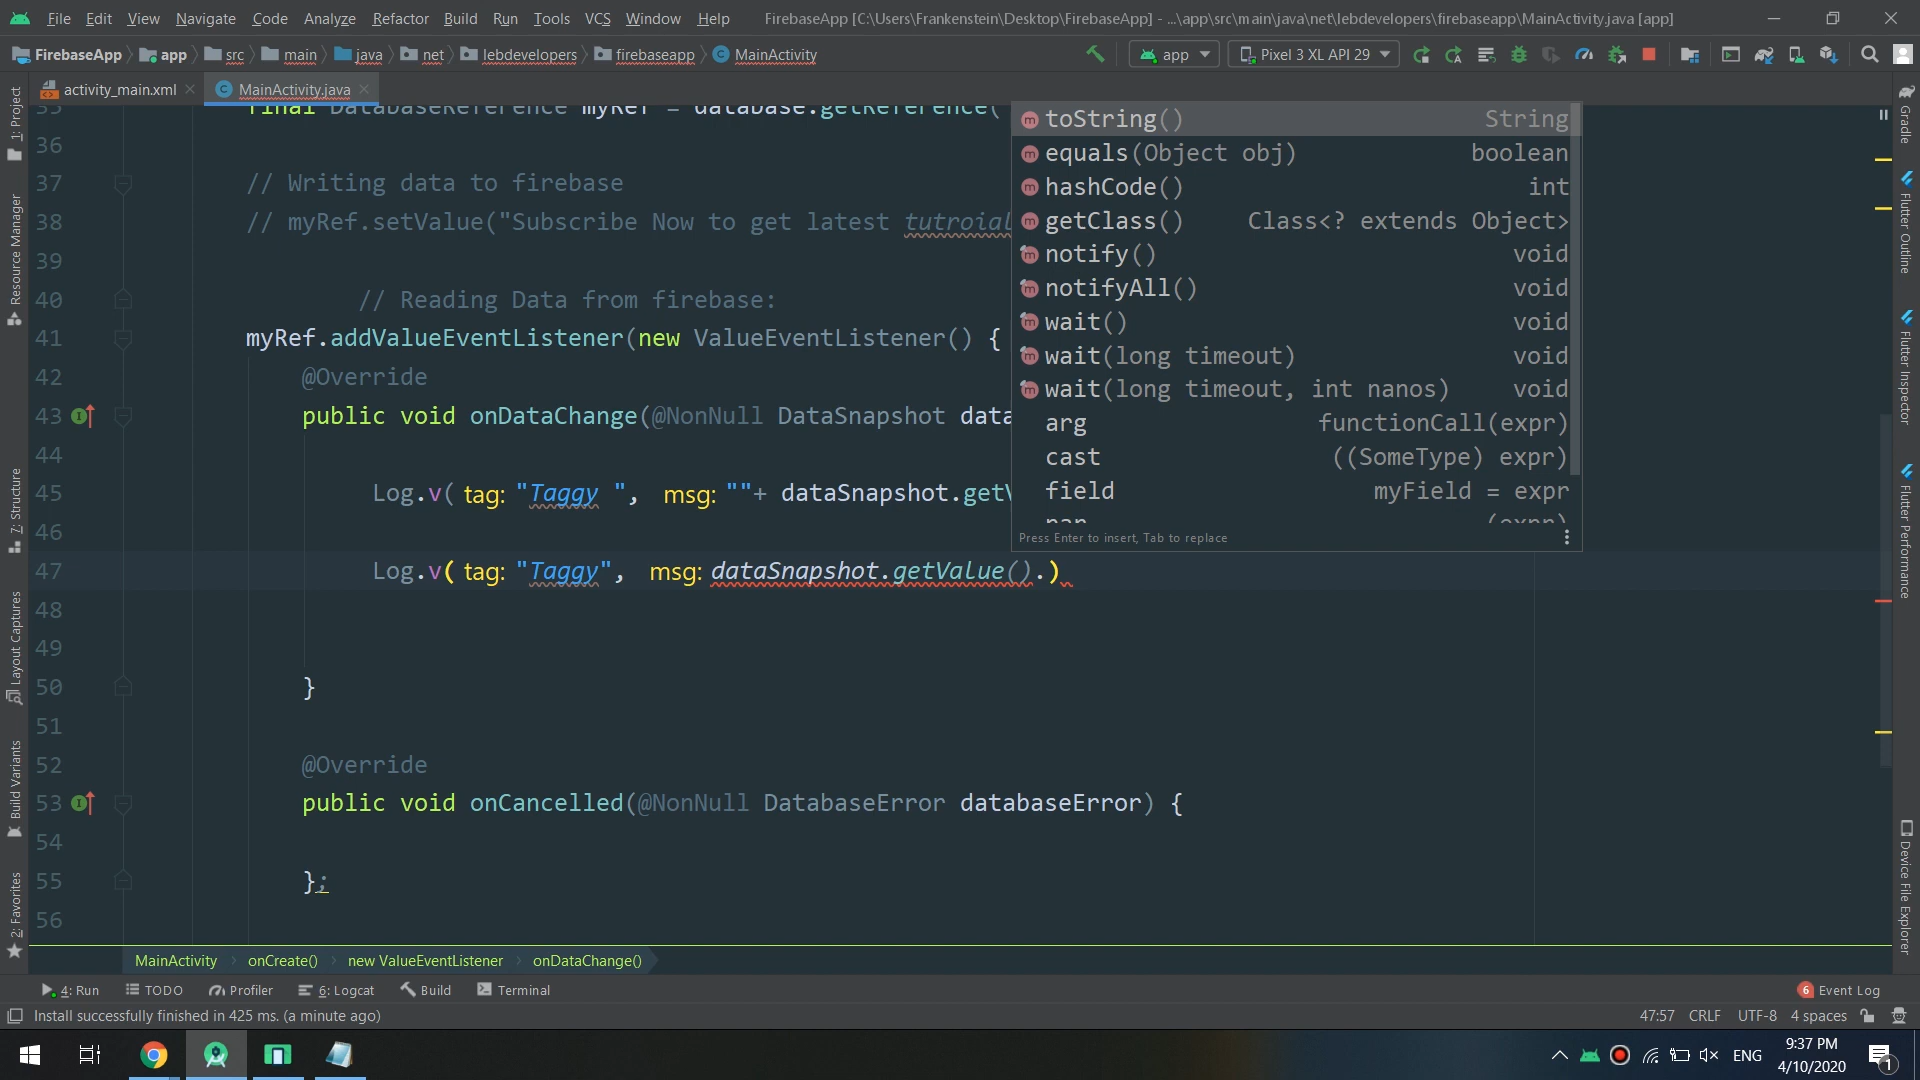 File Edit View Navigate Code Analyze Refactor Build Run Tools VCS Window Help FirebaseApp [C:\Users\Frankenstein\Desktop\FirebaseApp] - ...\app\src\main\java\net\lebdevelopers\firebaseapp\MainActivity.java [app]
FirebaseApp app src main java net lebdevelopers firebaseapp MainActivity app Pixel 3 XL API 29
activity_main.xml MainActivity.java
35 final DatabaseReference myRef = database.getReference(
36
37 // Writing data to firebase
38 // myRef.setValue("Subscribe Now to get latest tutroial
39
40 // Reading Data from firebase:
41 myRef.addValueEventListener(new ValueEventListener() {
42 @Override
43 public void onDataChange(@NonNull DataSnapshot data
44
45 Log.v( tag: "Taggy ", msg: ""+ dataSnapshot.getV
46
47 Log.v( tag: "Taggy", msg: dataSnapshot.getValue().)
48
49
50 }
51
52 @Override
53 public void onCancelled(@NonNull DatabaseError databaseError) {
54
55 };
56
toString() String
equals(Object obj) boolean
hashCode() int
getClass() Class<? extends Object>
notify() void
notifyAll() void
wait() void
wait(long timeout) void
wait(long timeout, int nanos) void
arg functionCall(expr)
cast ((SomeType) expr)
field myField = expr
par (expr)
Press Enter to insert, Tab to replace
1: Project
Resource Manager
7: Structure
Layout Captures
Build Variants
2: Favorites
Gradle
Flutter Outline
Flutter Inspector
Flutter Performance
Device File Explorer
MainActivity onCreate() new ValueEventListener onDataChange()
4: Run TODO Profiler 6: Logcat Build Terminal 6 Event Log
Install successfully finished in 425 ms. (a minute ago) 47:57 CRLF UTF-8 4 spaces
ENG 9:37 PM
4/10/2020 1